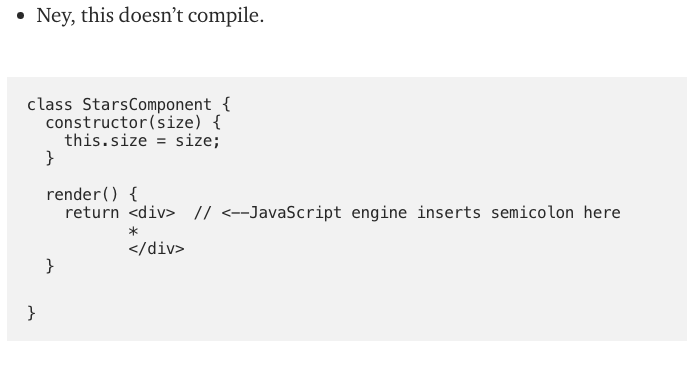 • Ney, this doesn’t compile.
class StarsComponent {
  constructor(size) {
    this.size = size;
  }
  render() {
    return <div>  // <--JavaScript engine inserts semicolon here
           *
           </div>
  }
}